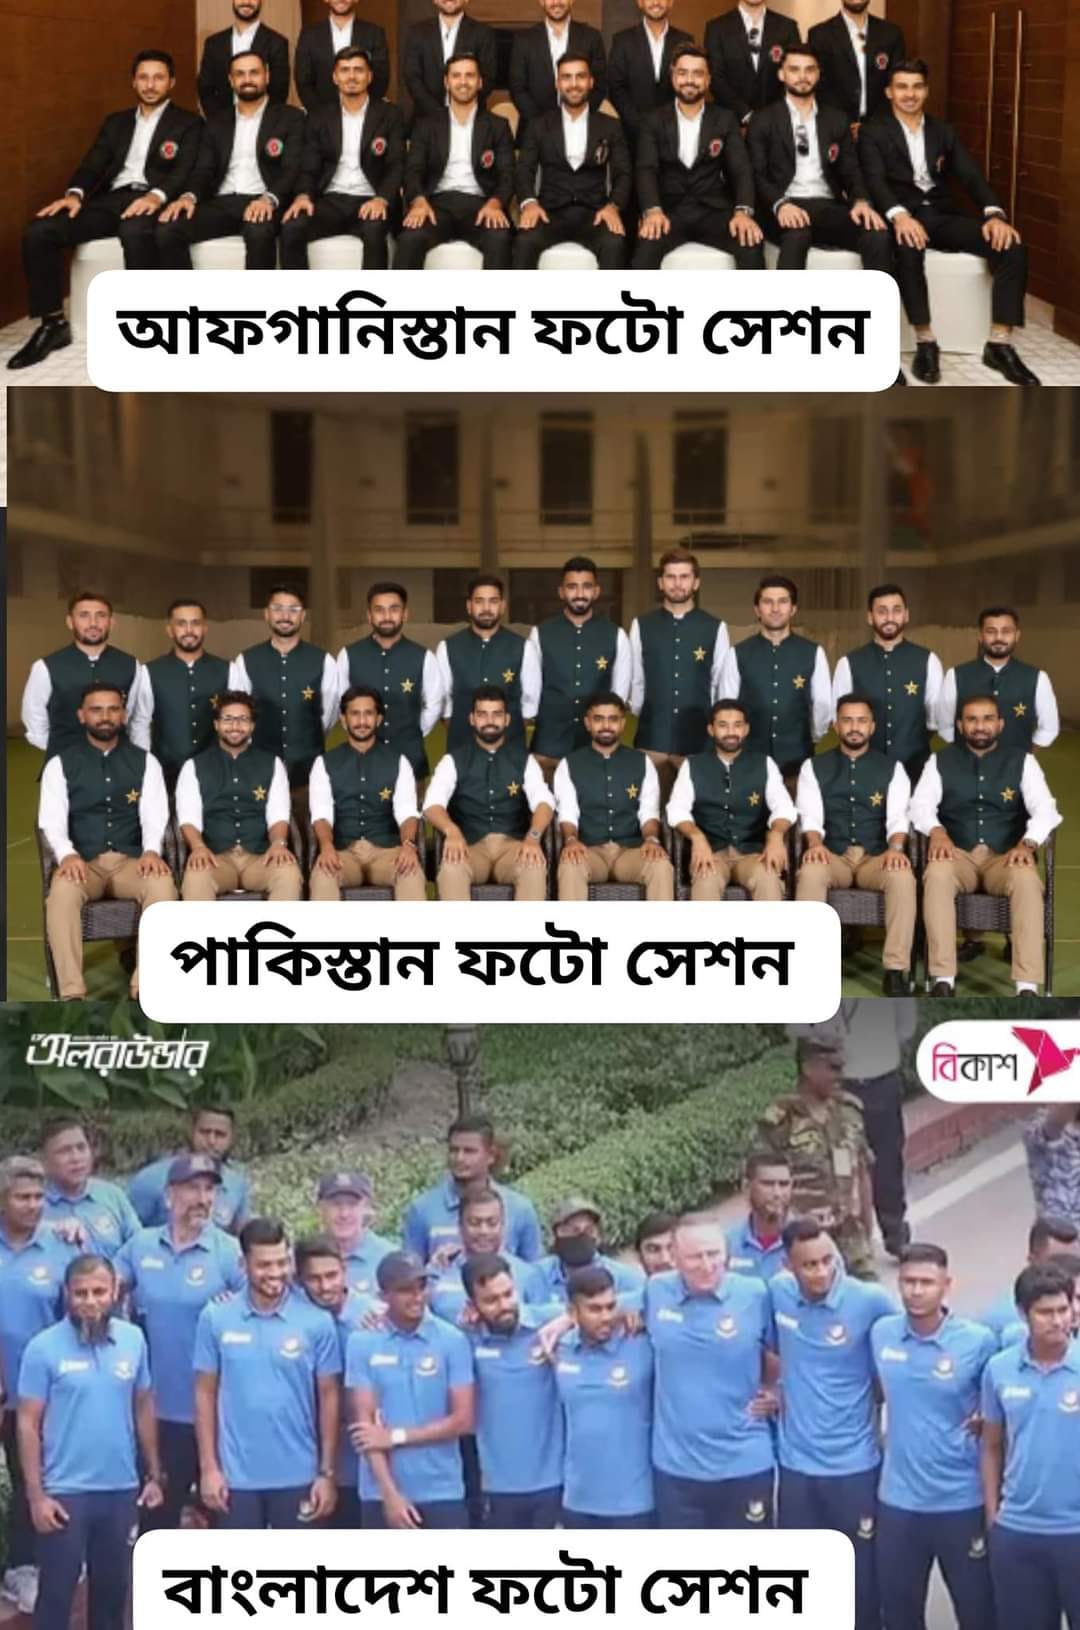 আফগানিস্তান ফটো সেশন
পাকিস্তান ফটো সেশন
অলরাউন্ডার
বিকাশ
বাংলাদেশ ফটো সেশন